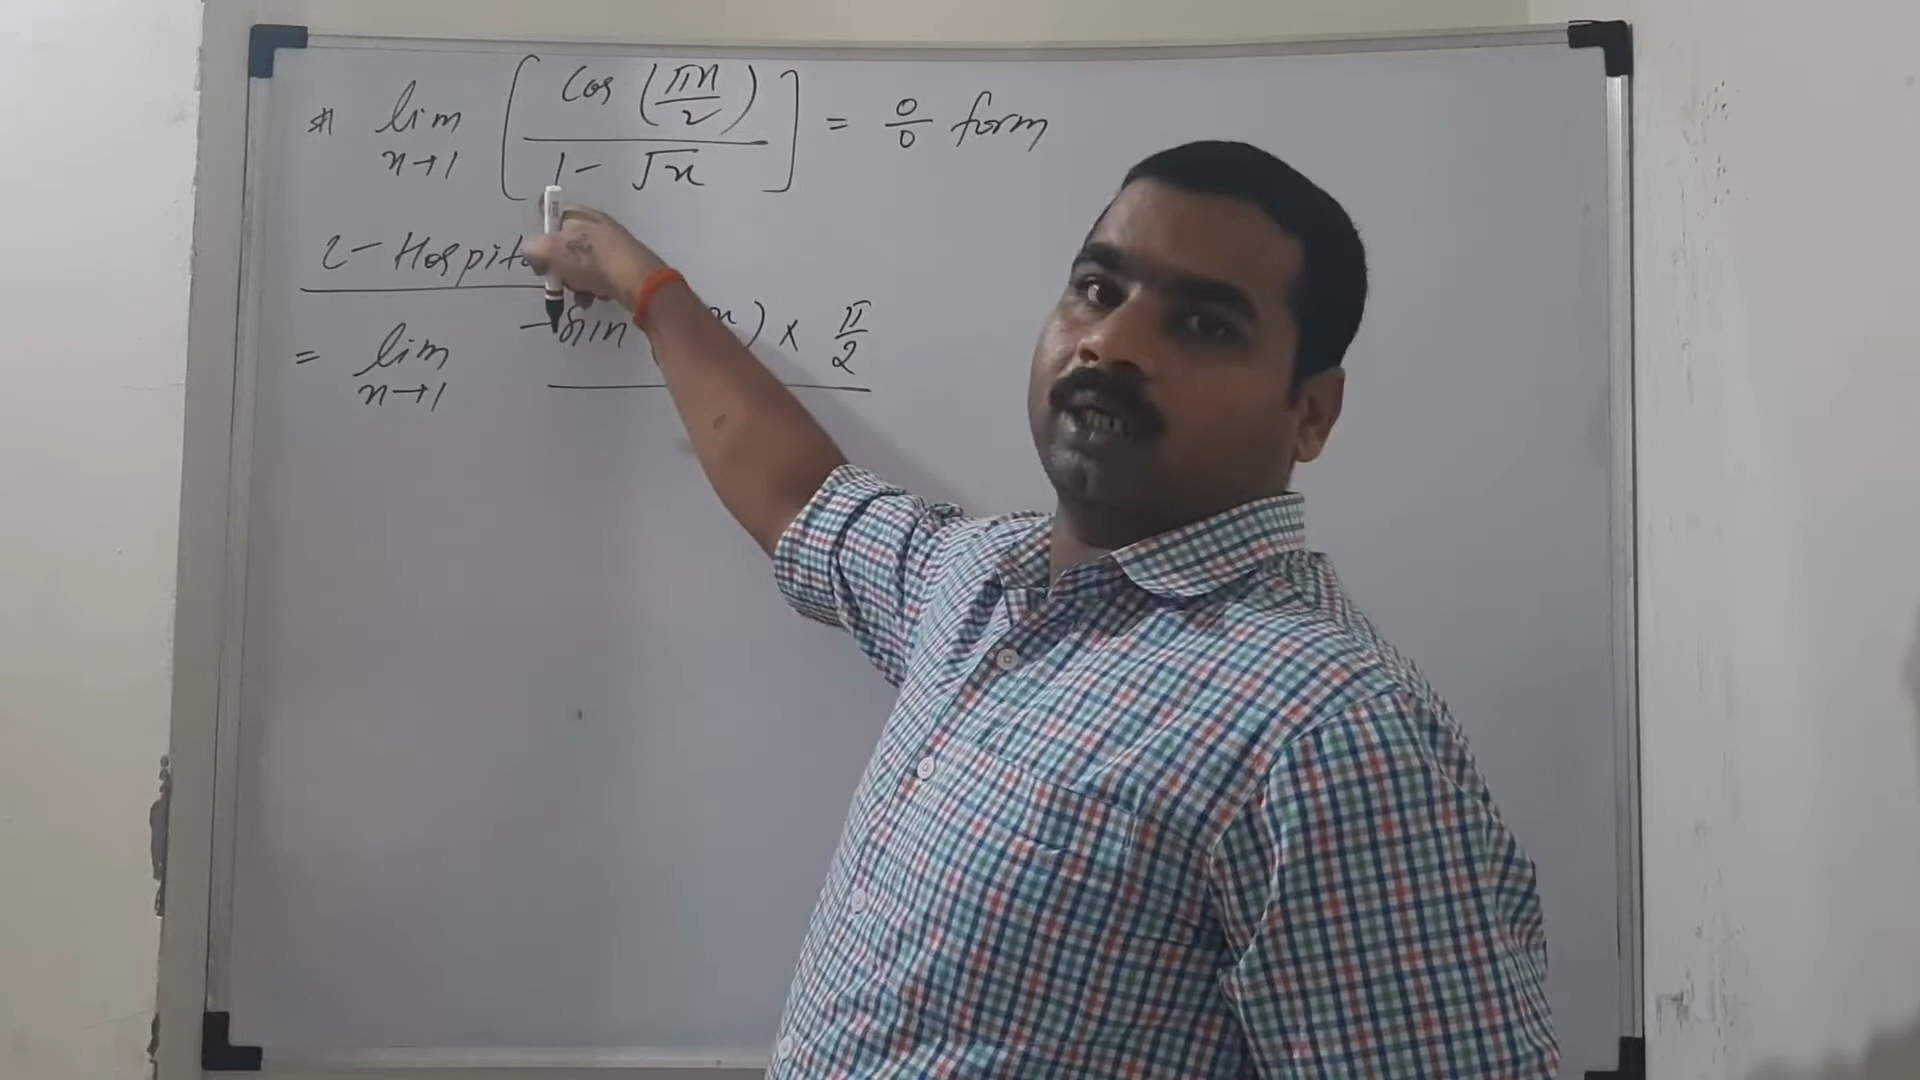 * lim x→1 [ cos (πx/2) / 1 - √x ] = 0/0 form
L-Hospit
= lim x→1 -sin ( x ) × π/2